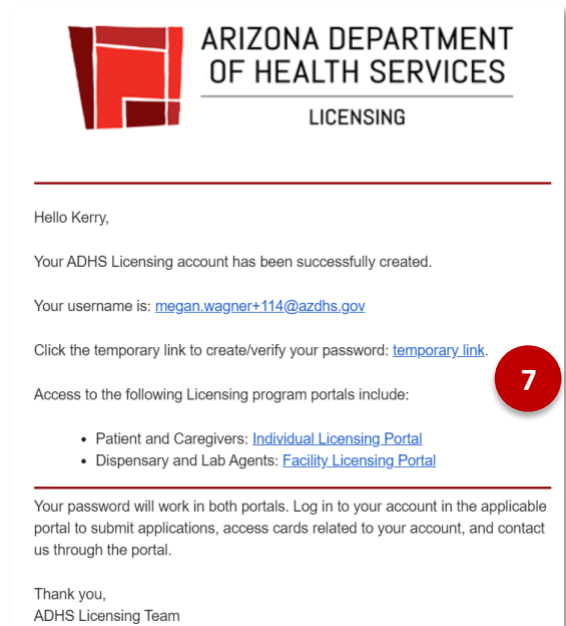 ARIZONA DEPARTMENT
OF HEALTH SERVICES
LICENSING
Hello Kerry,
Your ADHS Licensing account has been successfully created.
Your username is: megan.wagner+114@azdhs.gov
Click the temporary link to create/verify your password: temporary link.
7
Access to the following Licensing program portals include:
• Patient and Caregivers: Individual Licensing Portal
• Dispensary and Lab Agents: Facility Licensing Portal
Your password will work in both portals. Log in to your account in the applicable
portal to submit applications, access cards related to your account, and contact
us through the portal.
Thank you,
ADHS Licensing Team